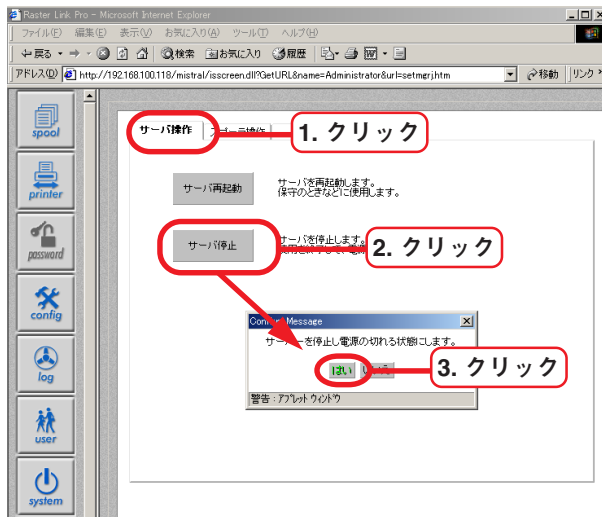 Raster Link Pro - Microsoft Internet Explorer
ファイル(F) 編集(E) 表示(V) お気に入り(A) ツール(T) ヘルプ(H)
戻る 検索 お気に入り 履歴
アドレス(D) http://192.168.100.118/mistral/isscreen.dll?GetURL&name=Administrator&url=setmgrj.htm 移動 リンク »
spool
printer
password
config
log
user
system
サーバ操作
1. クリック
サーバ再起動
サーバを再起動します。
保守のときなどに使用します。
サーバ停止
サーバを停止します。
2. クリック
Message
サーバーを停止し電源の切れる状態にします。
はい
3. クリック
警告 : アプレット ウィンドウ